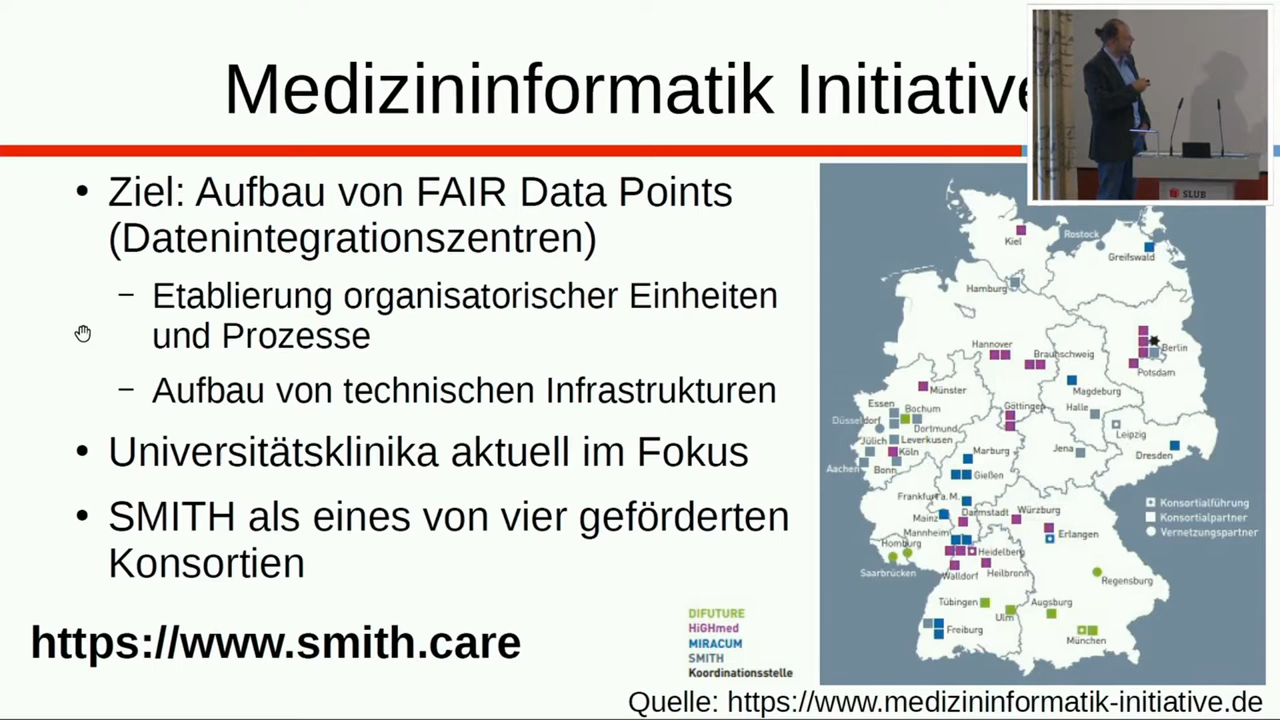 Medizininformatik Initiative
SLUB
• Ziel: Aufbau von FAIR Data Points
(Datenintegrationszentren)
– Etablierung organisatorischer Einheiten
und Prozesse
– Aufbau von technischen Infrastrukturen
• Universitätsklinika aktuell im Fokus
• SMITH als eines von vier geförderten
Konsortien
https://www.smith.care
DIFUTURE
HiGHmed
MIRACUM
SMITH
Koordinationsstelle
Kiel
Rostock
Greifswald
Hamburg
Hannover
Braunschweig
Berlin
Potsdam
Münster
Magdeburg
Essen
Bochum
Göttingen
Halle
Düsseldorf
Dortmund
Leipzig
Jülich
Leverkusen
Köln
Marburg
Jena
Dresden
Aachen
Bonn
Gießen
Frankfurt a.M.
Mainz
Darmstadt
Würzburg
Mannheim
Erlangen
Homburg
Heidelberg
Saarbrücken
Walldorf
Heilbronn
Regensburg
Tübingen
Ulm
Augsburg
Freiburg
München
Konsortialführung
Konsortialpartner
Vernetzungspartner
Quelle: https://www.medizininformatik-initiative.de